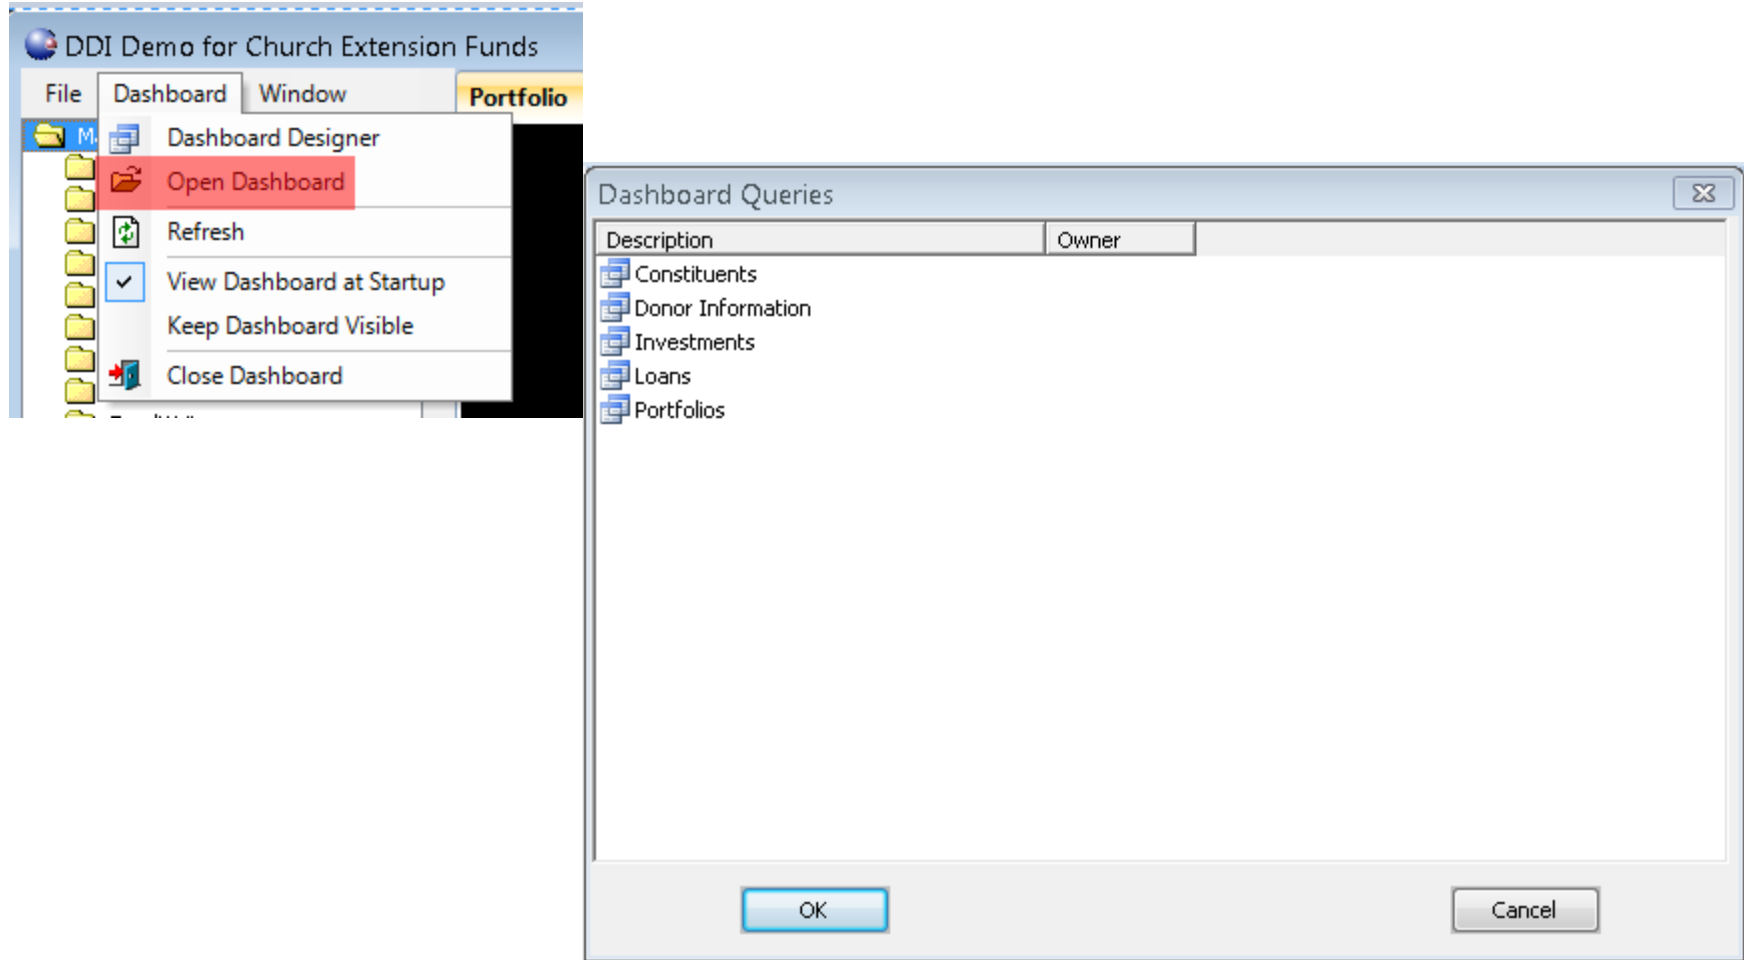 DDI Demo for Church Extension Funds
File Dashboard Window
Portfolio
Dashboard Designer
Open Dashboard
Refresh
View Dashboard at Startup
Keep Dashboard Visible
Close Dashboard
Dashboard Queries
Description Owner
Constituents
Donor Information
Investments
Loans
Portfolios
OK Cancel